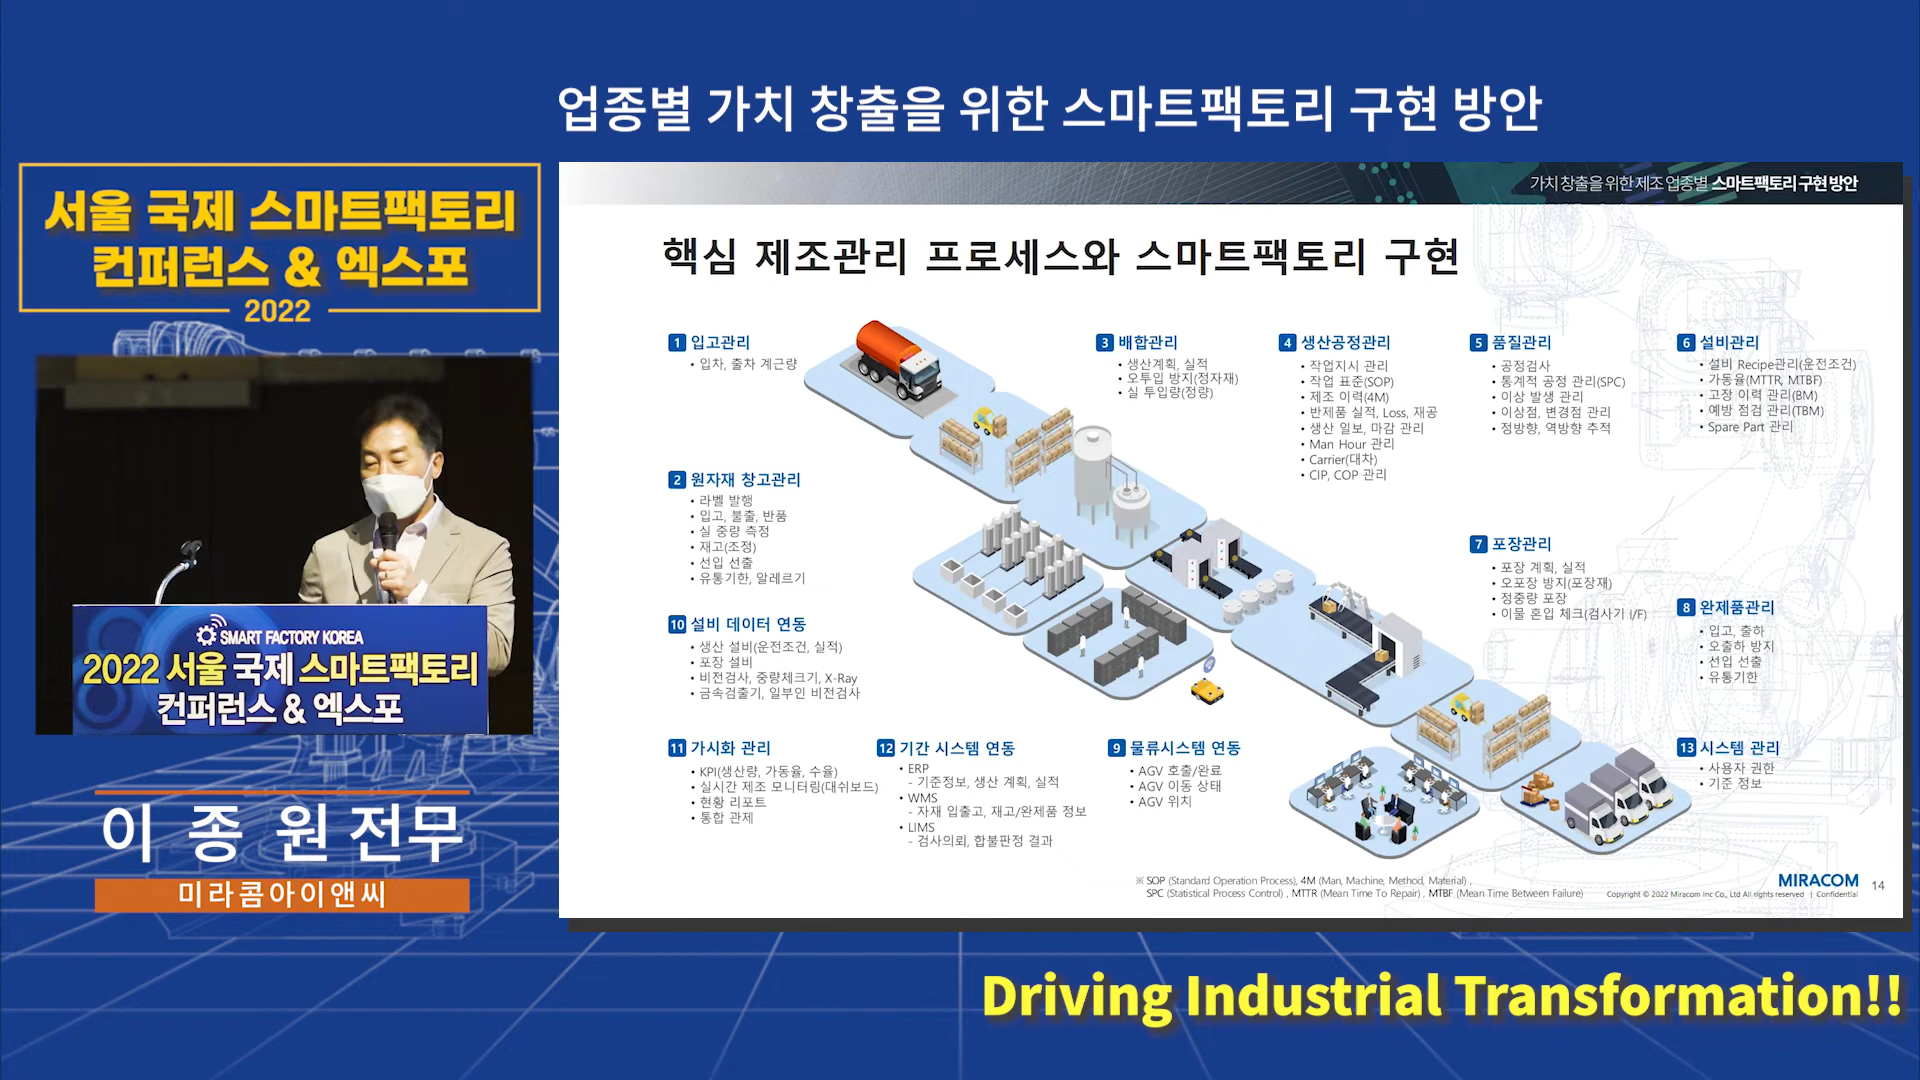 업종별 가치 창출을 위한 스마트팩토리 구현 방안
서울 국제 스마트팩토리
컨퍼런스 & 엑스포
2022
SMART FACTORY KOREA
2022 서울 국제 스마트팩토리
컨퍼런스 & 엑스포
이 종 원 전무
미라콤아이앤씨
가치 창출을 위한 제조 업종별 스마트팩토리 구현 방안
핵심 제조관리 프로세스와 스마트팩토리 구현
1 입고관리
• 입차, 출차 계근량
2 원자재 창고관리
• 라벨 발행
• 입고, 불출, 반품
• 실 중량 측정
• 재고(조정)
• 선입 선출
• 유통기한, 알레르기
3 배합관리
• 생산계획, 실적
• 오투입 방지(정자재)
• 실 투입량(정량)
4 생산공정관리
• 작업지시 관리
• 작업 표준(SOP)
• 제조 이력(4M)
• 반제품 실적, Loss, 재공
• 생산 일보, 마감 관리
• Man Hour 관리
• Carrier(대차)
• CIP, COP 관리
5 품질관리
• 공정검사
• 통계적 공정 관리(SPC)
• 이상 발생 관리
• 이상점, 변경점 관리
• 정방향, 역방향 추적
6 설비관리
• 설비 Recipe관리(운전조건)
• 가동율(MTTR, MTBF)
• 고장 이력 관리(BM)
• 예방 점검 관리(TBM)
• Spare Part 관리
7 포장관리
• 포장 계획, 실적
• 오포장 방지(포장재)
• 정중량 포장
• 이물 혼입 체크(검사기 I/F)
8 완제품관리
• 입고, 출하
• 오출하 방지
• 선입 선출
• 유통기한
10 설비 데이터 연동
• 생산 설비(운전조건, 실적)
• 포장 설비
• 비전검사, 중량체크기, X-Ray
• 금속검출기, 일부인 비전검사
11 가시화 관리
• KPI(생산량, 가동율, 수율)
• 실시간 제조 모니터링(대쉬보드)
• 현황 리포트
• 통합 관제
12 기간 시스템 연동
• ERP
- 기준정보, 생산 계획, 실적
• WMS
- 자재 입출고, 재고/완제품 정보
• LIMS
- 검사의뢰, 합불판정 결과
9 물류시스템 연동
• AGV 호출/완료
• AGV 이동 상태
• AGV 위치
13 시스템 관리
• 사용자 권한
• 기준 정보
※ SOP (Standard Operation Process), 4M (Man, Machine, Method, Material) ,
SPC (Statistical Process Control) , MTTR (Mean Time To Repair) , MTBF (Mean Time Between Failure)
MIRACOM
Copyright © 2022 Miracom Inc Co., Ltd All rights reserved | Confidential
14
Driving Industrial Transformation!!